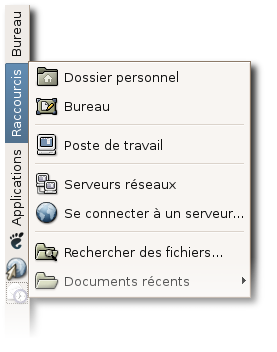 Bureau
Raccourcis
Applications
Dossier personnel
Bureau
Poste de travail
Serveurs réseaux
Se connecter à un serveur...
Rechercher des fichiers...
Documents récents